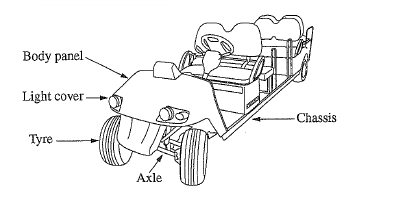 Body panel
Light cover
Chassis
Tyre
Axle